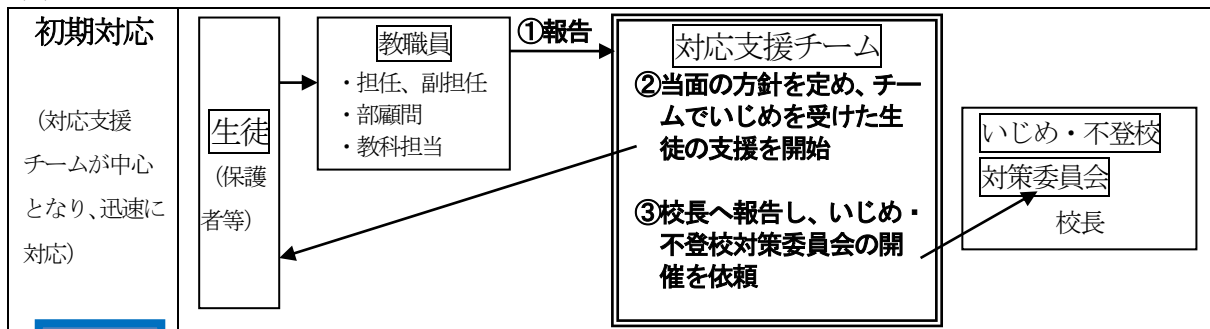 初期対応
（対応支援
チームが中心
となり、迅速に
対応）
生徒
（保護
者等）
教職員
・担任、副担任
・部顧問
・教科担当
①報告
対応支援チーム
②当面の方針を定め、チー
ムでいじめを受けた生
徒の支援を開始
③校長へ報告し、いじめ・
不登校対策委員会の開
催を依頼
いじめ・不登校
対策委員会
校長